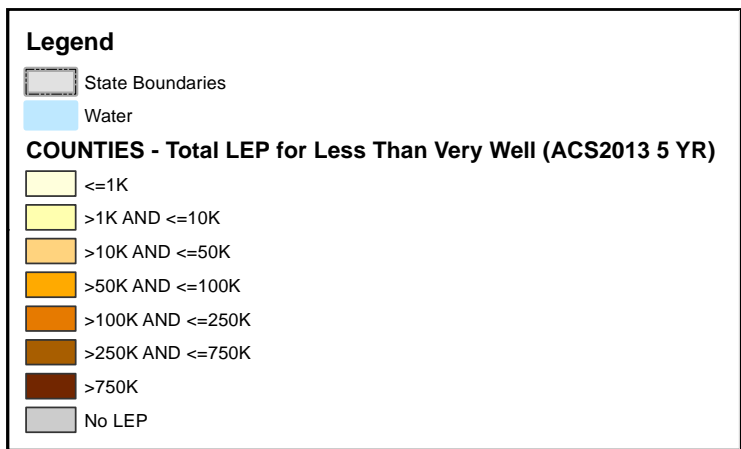 Legend
State Boundaries
Water
COUNTIES - Total LEP for Less Than Very Well (ACS2013 5 YR)
<=1K
>1K AND <=10K
>10K AND <=50K
>50K AND <=100K
>100K AND <=250K
>250K AND <=750K
>750K
No LEP